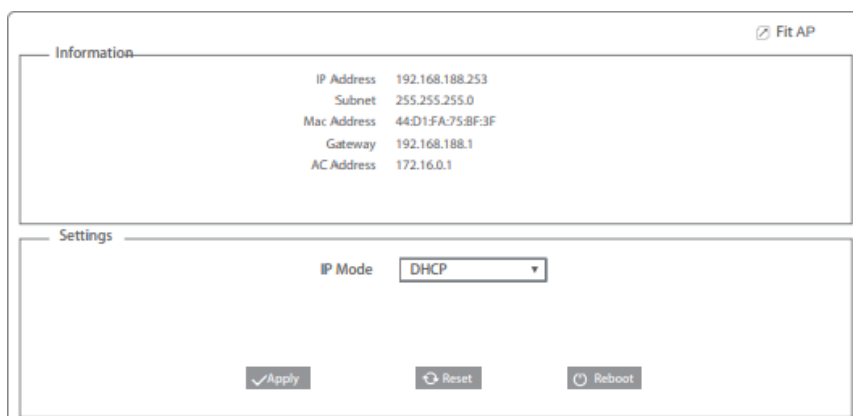 Fit AP
Information
IP Address 192.168.188.253
Subnet 255.255.255.0
Mac Address 44:D1:FA:75:BF:3F
Gateway 192.168.188.1
AC Address 172.16.0.1
Settings
IP Mode DHCP
Apply Reset Reboot